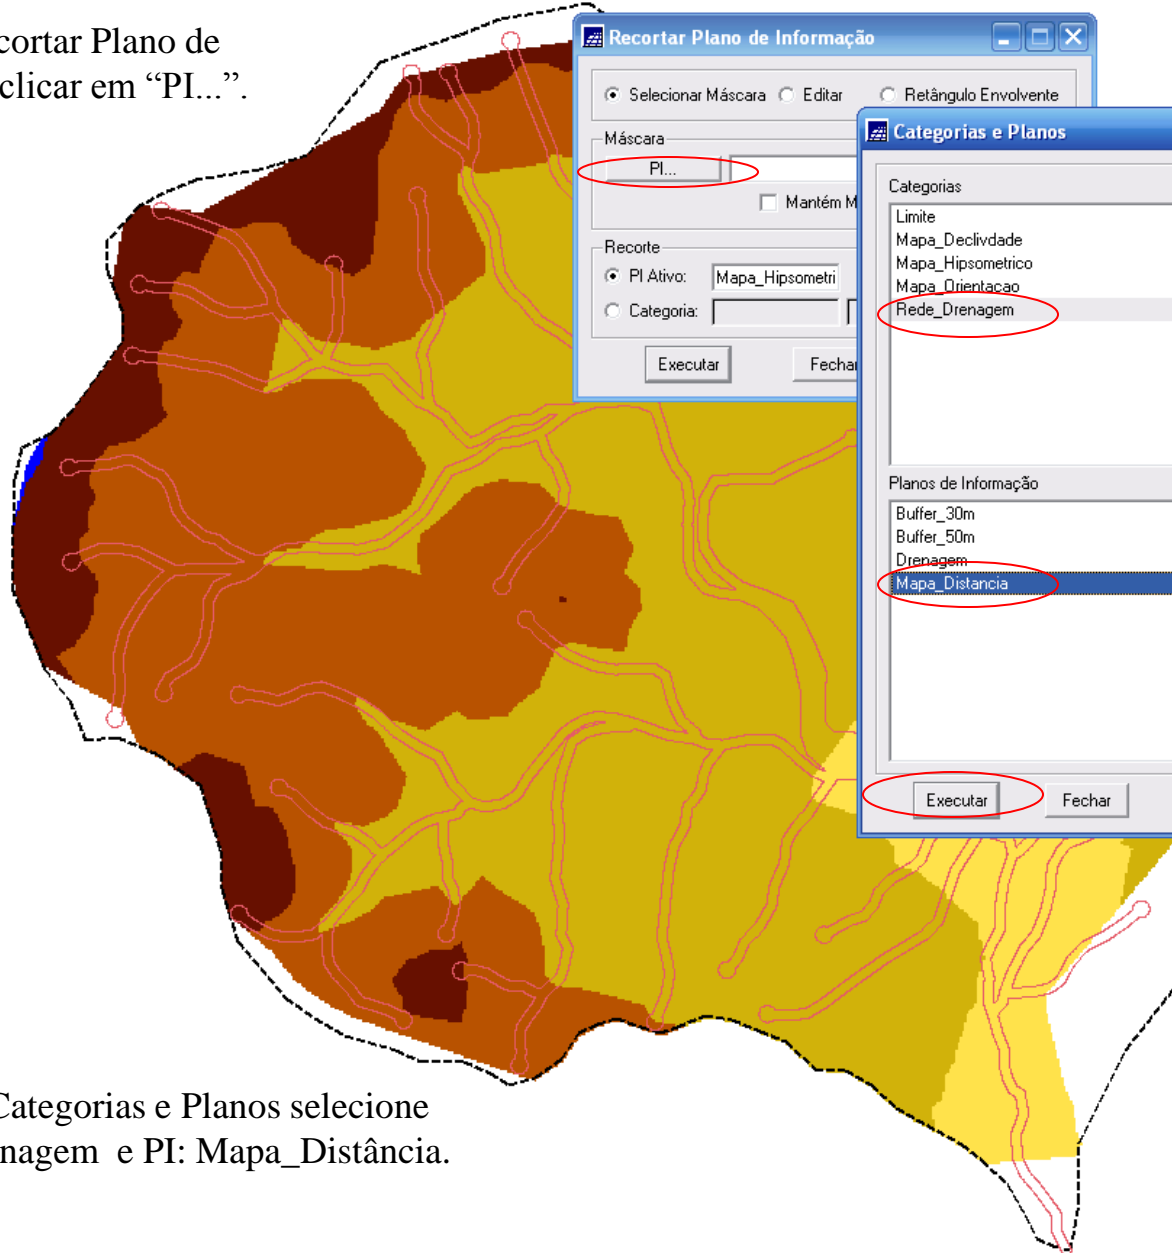 cortar Plano de
clicar em “PI...”.
Recortar Plano de Informação
Selecionar Máscara Editar Retângulo Envolvente
Máscara
PI...
Mantém M
Recorte
PI Ativo: Mapa_Hipsometri
Categoria:
Executar Fechar
Categorias e Planos
Categorias
Limite
Mapa_Declivdade
Mapa_Hipsometrico
Mapa_Orientacao
Rede_Drenagem
Planos de Informação
Buffer_30m
Buffer_50m
Drenagem
Mapa_Distancia
Executar Fechar
Categorias e Planos selecione
nagem e PI: Mapa_Distância.